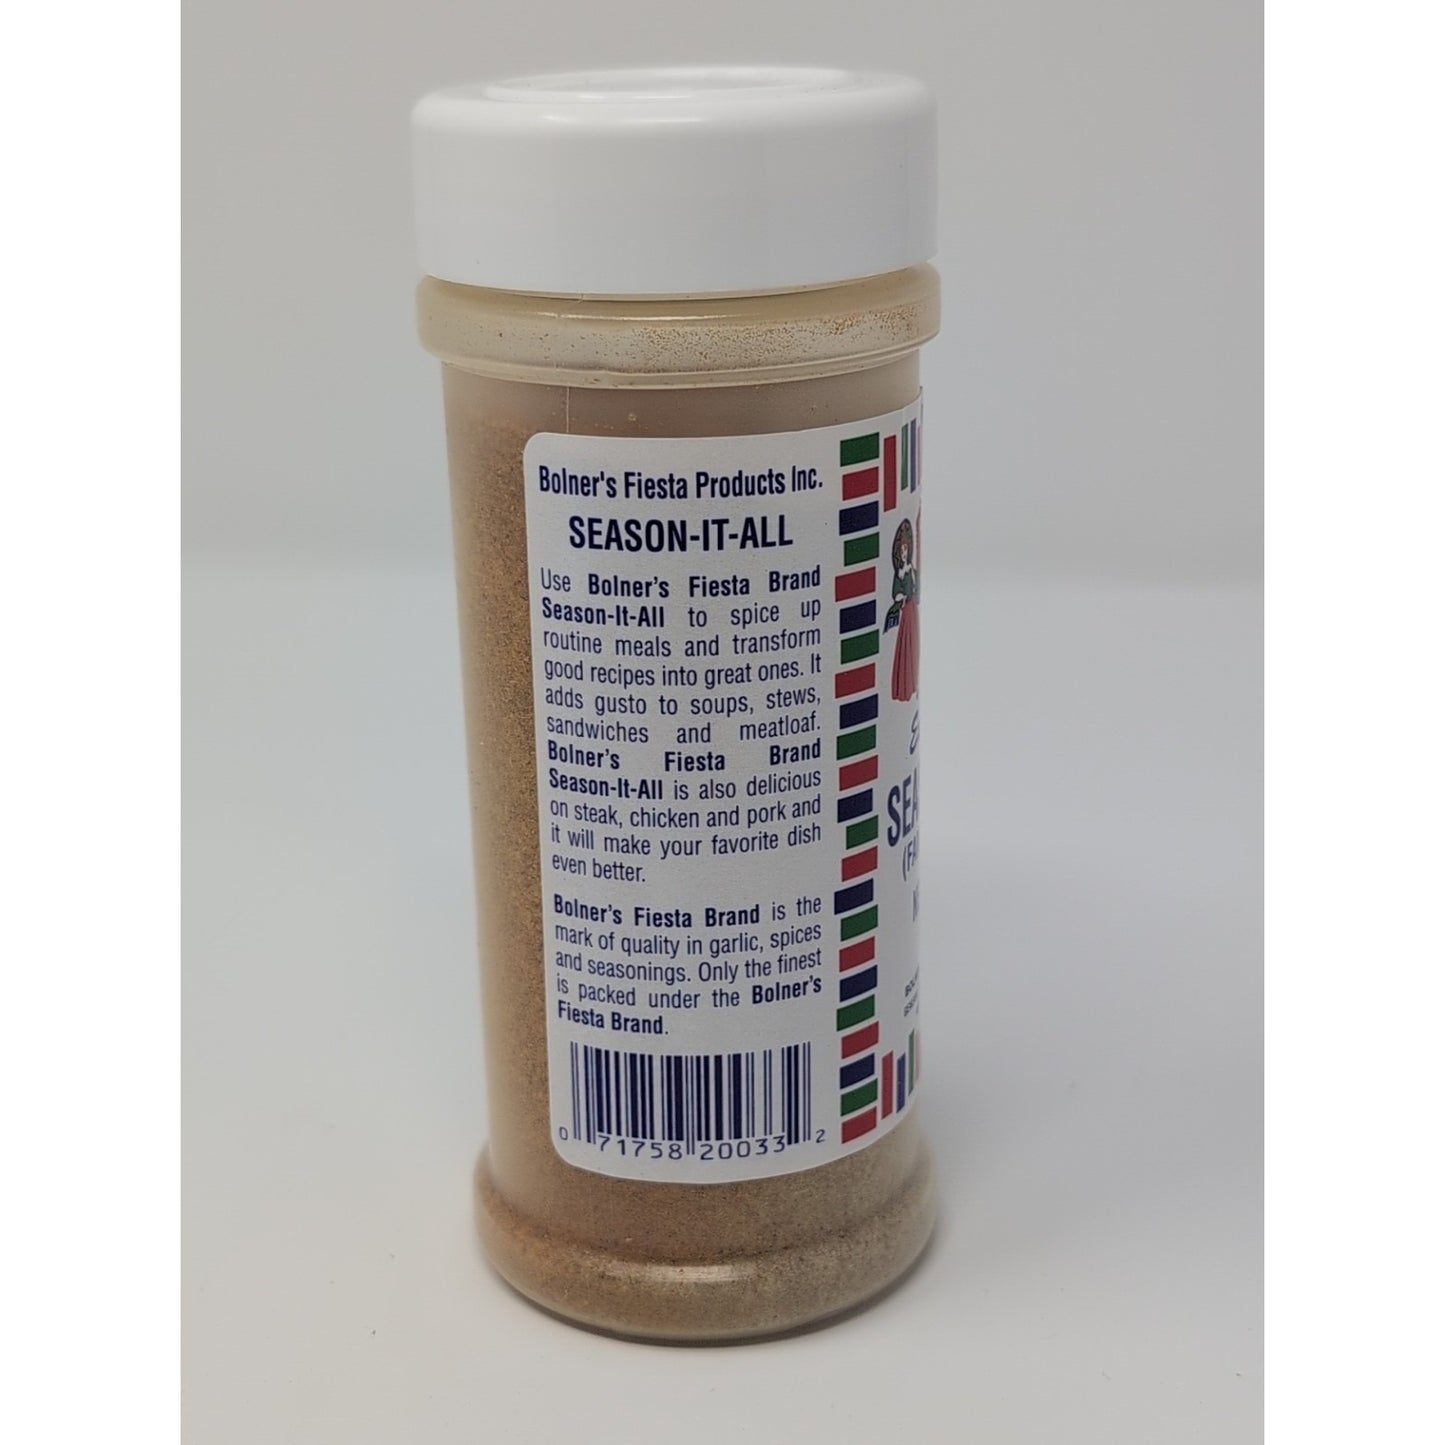 Bolner's Fiesta Products Inc.
SEASON-IT-ALL
Use Bolner's Fiesta Brand
Season-It-All to spice up
routine meals and transform
good recipes into great ones. It
adds gusto to soups, stews,
sandwiches and meatloaf.
Bolner's Fiesta Brand
Season-It-All is also delicious
on steak, chicken and pork and
it will make your favorite dish
even better.
Bolner's Fiesta Brand is the
mark of quality in garlic, spices
and seasonings. Only the finest
is packed under the Bolner's
Fiesta Brand.
0 71758 20033 2